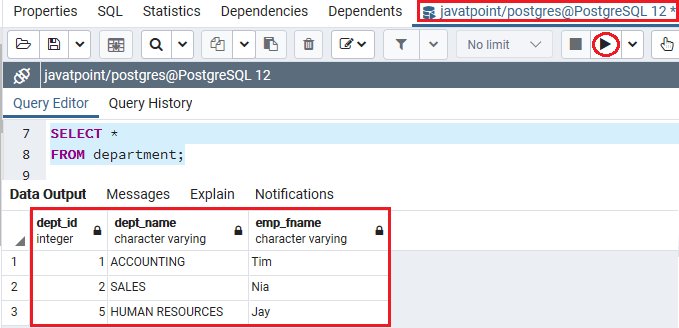 Properties SQL Statistics Dependencies Dependents javatpoint/postgres@PostgreSQL 12 *
No limit
javatpoint/postgres@PostgreSQL 12
Query Editor Query History
7 SELECT *
8 FROM department;
9
Data Output Messages Explain Notifications
dept_id dept_name emp_fname
integer character varying character varying
1 1 ACCOUNTING Tim
2 2 SALES Nia
3 5 HUMAN RESOURCES Jay